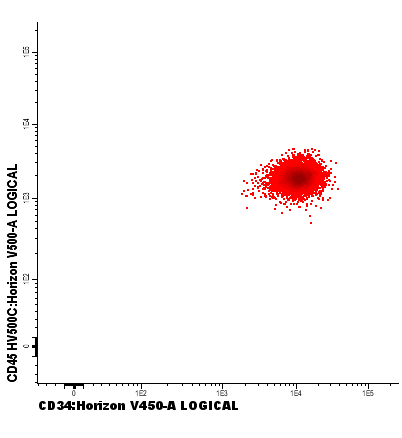 CD45 HV500C:Horizon V500-A LOGICAL
1E5
1E4
1E3
1E2
0
0
1E2
1E3
1E4
1E5
CD34:Horizon V450-A LOGICAL